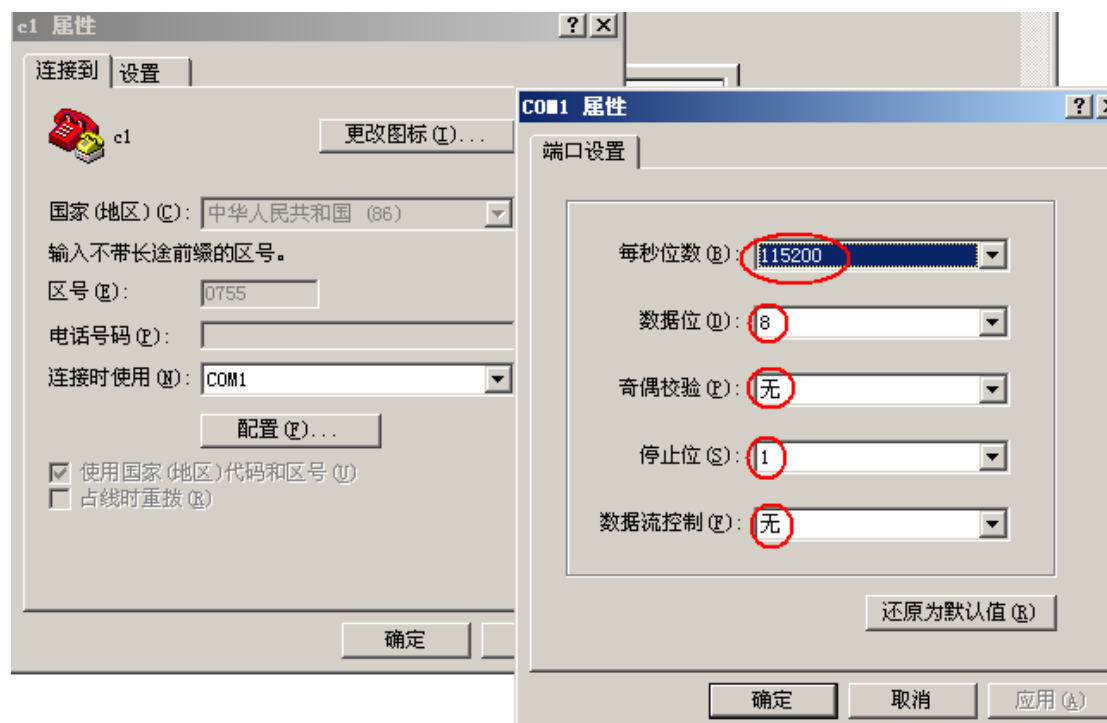 c1 属性
连接到
设置
c1
更改图标(I)...
国家(地区)(C):
中华人民共和国 (86)
输入不带长途前缀的区号。
区号(E):
0755
电话号码(P):
连接时使用(N):
COM1
配置(F)...
使用国家(地区)代码和区号(U)
占线时重拨(R)
确定
COM1 属性
端口设置
每秒位数(B):
115200
数据位(D):
8
奇偶校验(P):
无
停止位(S):
1
数据流控制(F):
无
还原为默认值(R)
确定
取消
应用(A)